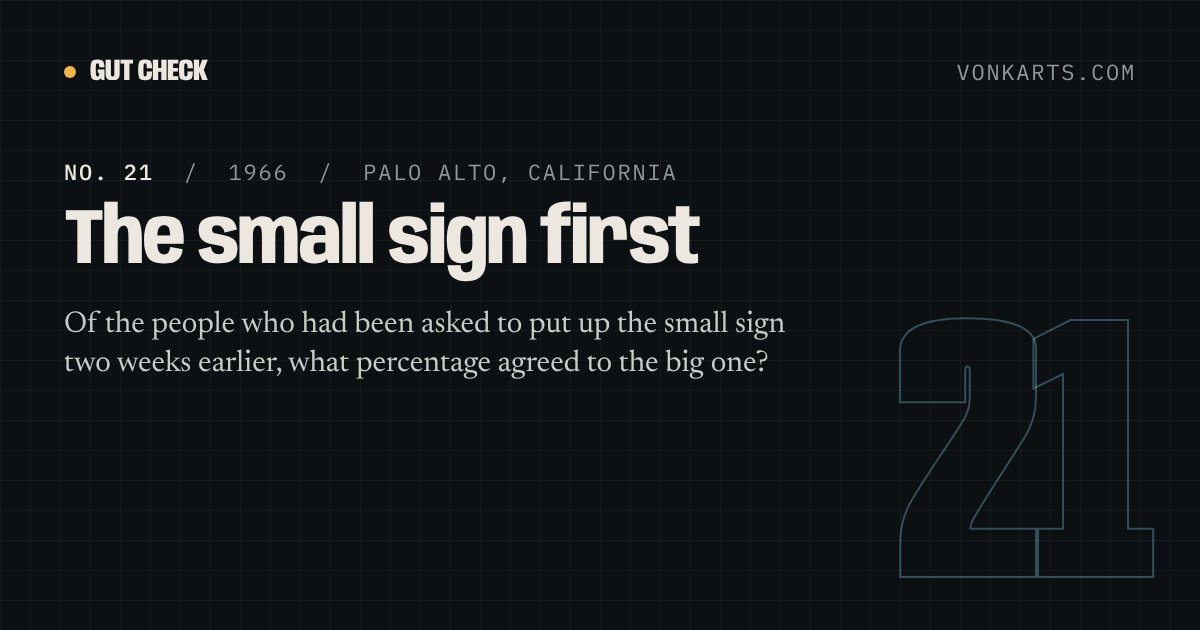 GUT CHECK
VONKARTS.COM
NO. 21 / 1966 / PALO ALTO, CALIFORNIA
The small sign first
Of the people who had been asked to put up the small sign
two weeks earlier, what percentage agreed to the big one?
21